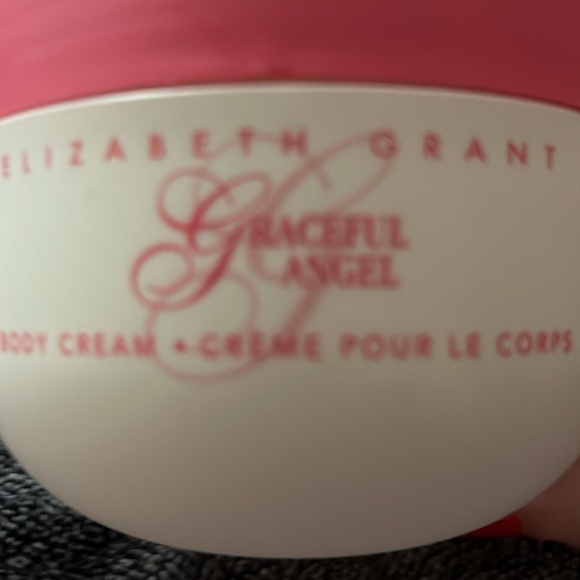 ELIZABETH GRANT
GRACEFUL
ANGEL
BODY CREAM • CRÈME POUR LE CORPS